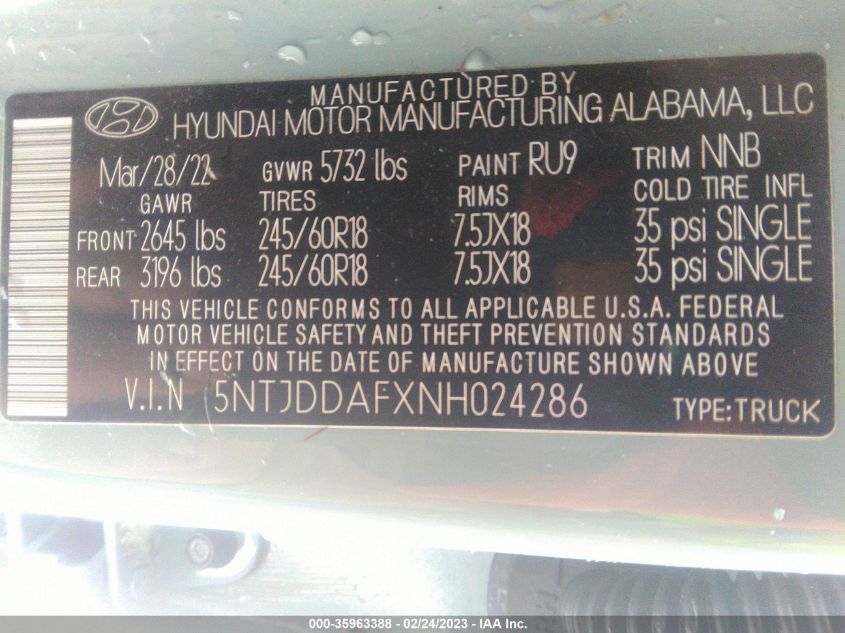 MANUFACTURED BY
HYUNDAI MOTOR MANUFACTURING ALABAMA, LLC
Mar/28/22 GVWR 5732 lbs PAINT RU9 TRIM NNB
GAWR TIRES RIMS COLD TIRE INFL
FRONT 2645 lbs 245/60R18 7.5JX18 35 psi SINGLE
REAR 3196 lbs 245/60R18 7.5JX18 35 psi SINGLE
THIS VEHICLE CONFORMS TO ALL APPLICABLE U.S.A. FEDERAL
MOTOR VEHICLE SAFETY AND THEFT PREVENTION STANDARDS
IN EFFECT ON THE DATE OF MANUFACTURE SHOWN ABOVE
V.I.N 5NTJDDAFXNH024286 TYPE:TRUCK
000-35963388 - 02/24/2023 - IAA Inc.